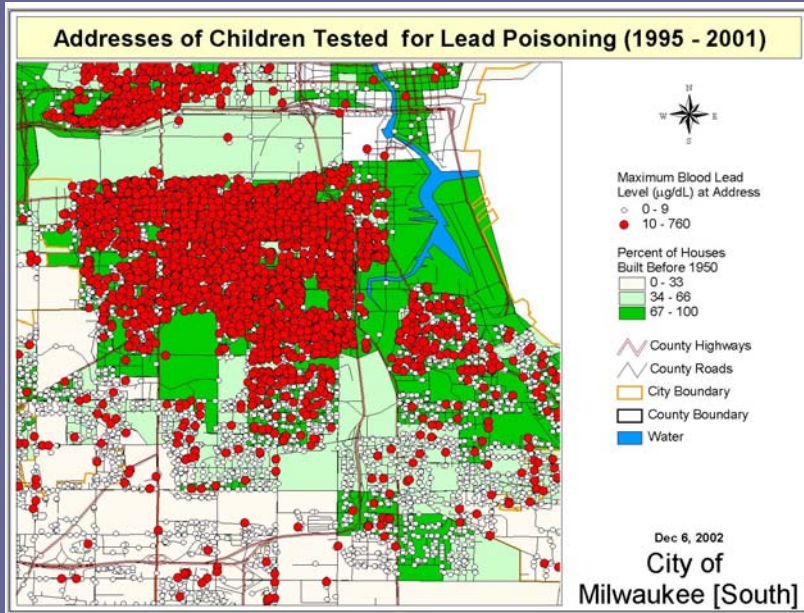 Addresses of Children Tested for Lead Poisoning (1995 - 2001)
N
W E
S
Maximum Blood Lead
Level (µg/dL) at Address
0 - 9
10 - 760
Percent of Houses
Built Before 1950
0 - 33
34 - 66
67 - 100
County Highways
County Roads
City Boundary
County Boundary
Water
Dec 6, 2002
City of
Milwaukee [South]